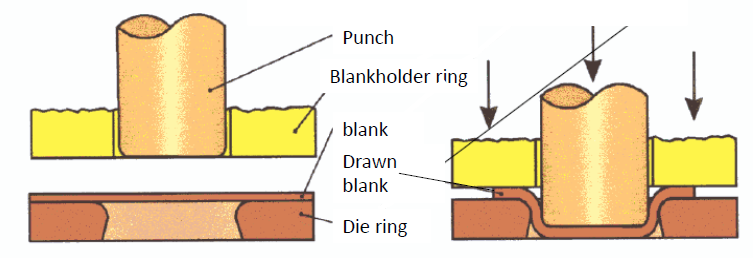 Punch
Blankholder ring
blank
Drawn
blank
Die ring